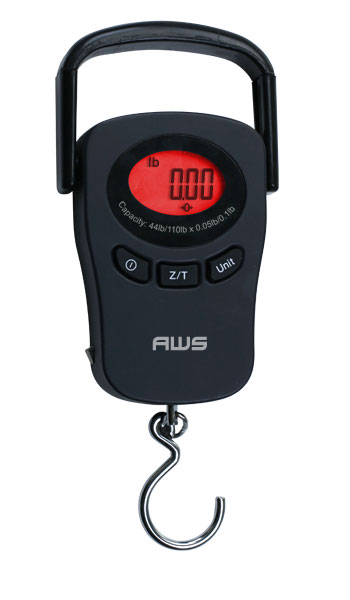 lb
0.00
Capacity: 44lb/110lb x 0.05lb/0.1lb
Z/T
Unit
AWS